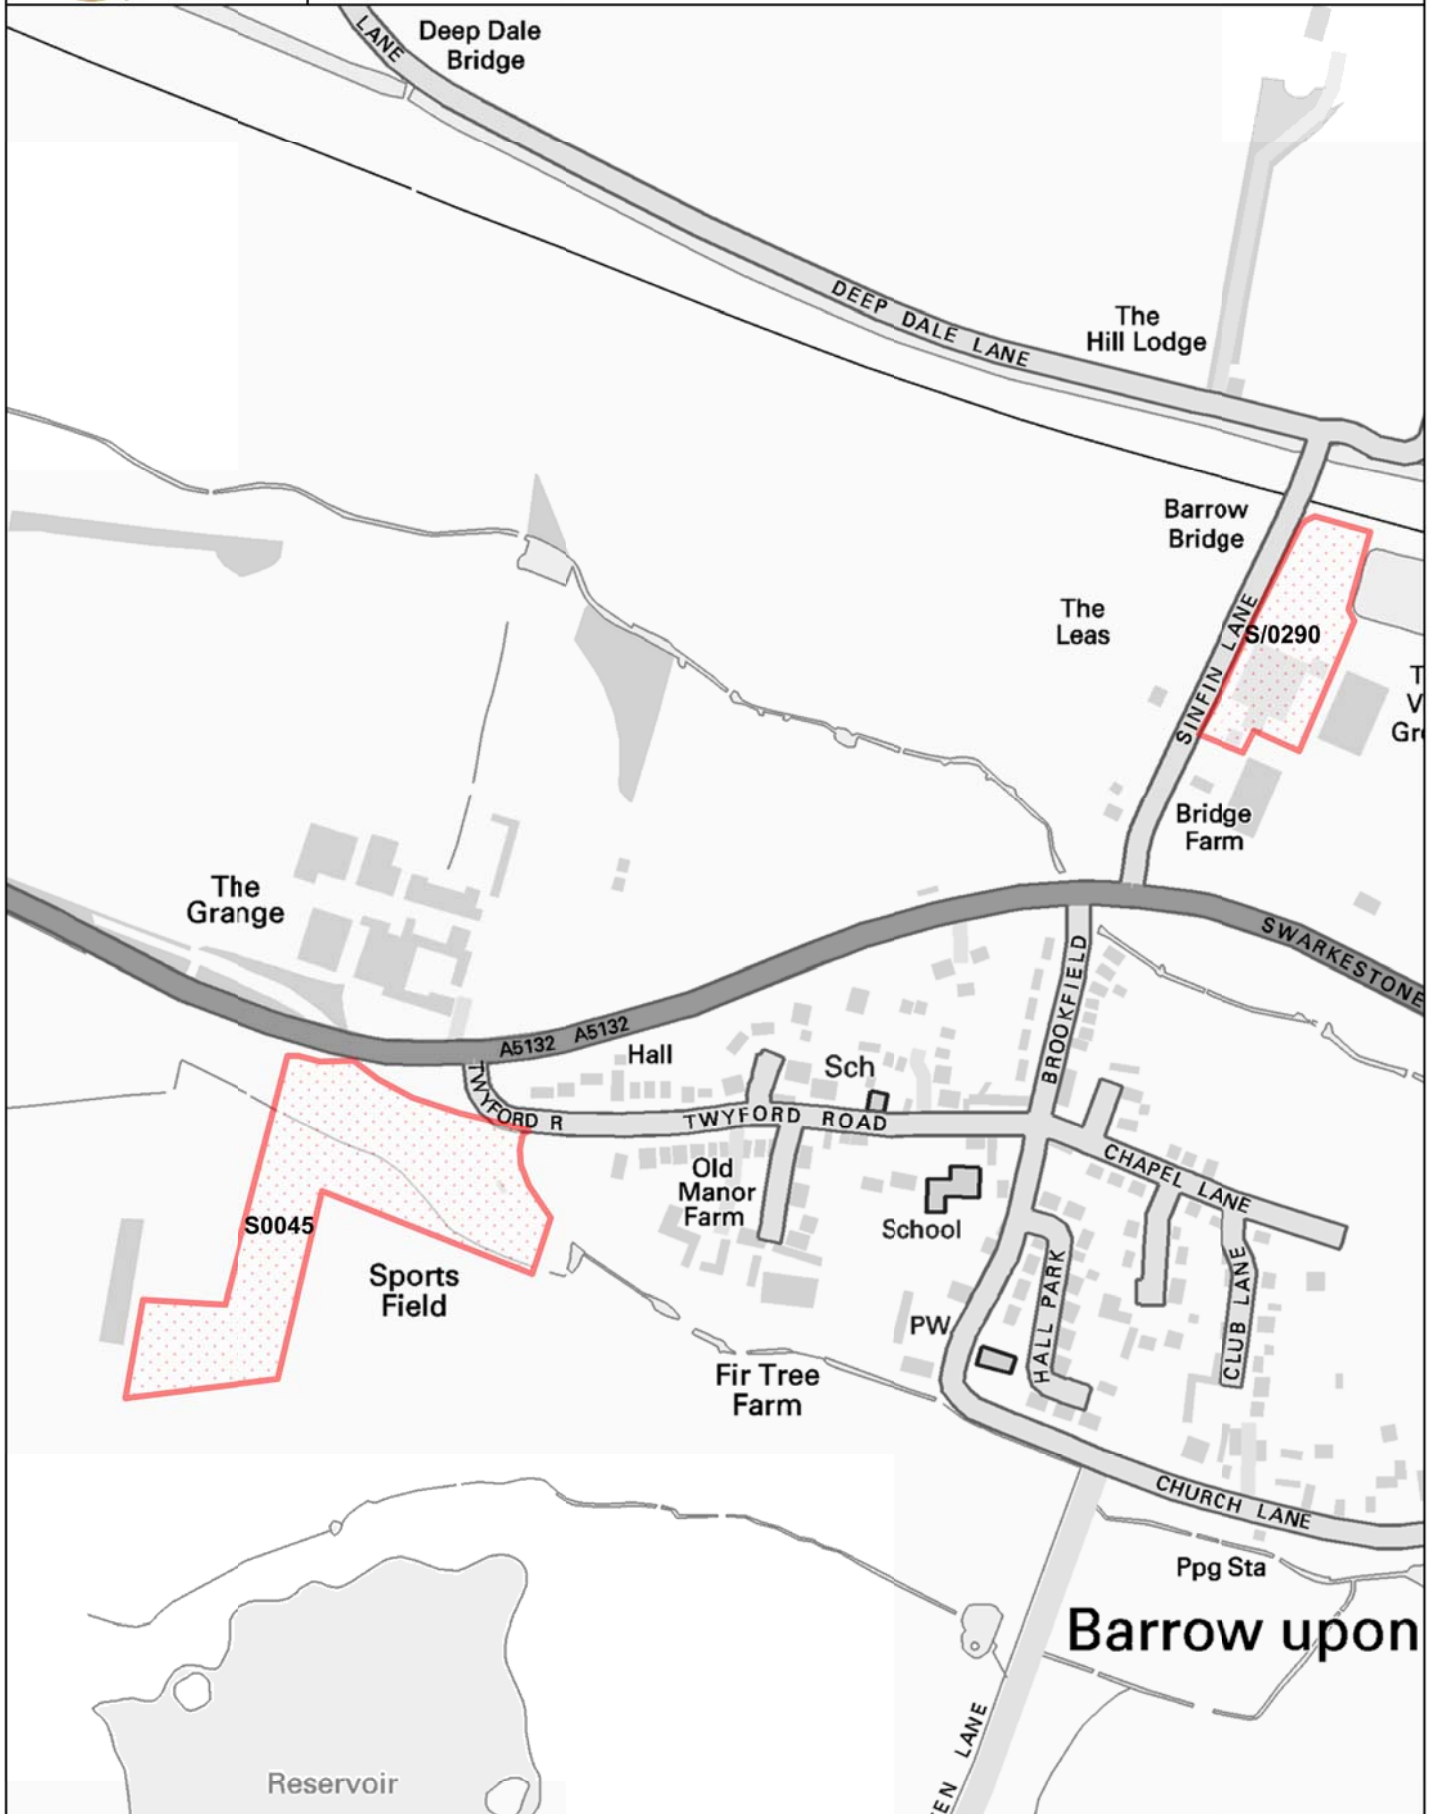 LANE
Deep Dale
Bridge
DEEP DALE LANE
The
Hill Lodge
Barrow
Bridge
The
Leas
SINFIN LANE
S/0290
Bridge
Farm
The
Grange
SWARKESTONE
BROOKFIELD
A5132 A5132
Hall
Sch
TWYFORD R
TWYFORD ROAD
Old
Manor
Farm
School
CHAPEL LANE
S0045
Sports
Field
HALL PARK
CLUB LANE
PW
Fir Tree
Farm
CHURCH LANE
Ppg Sta
Barrow upon
EN LANE
Reservoir